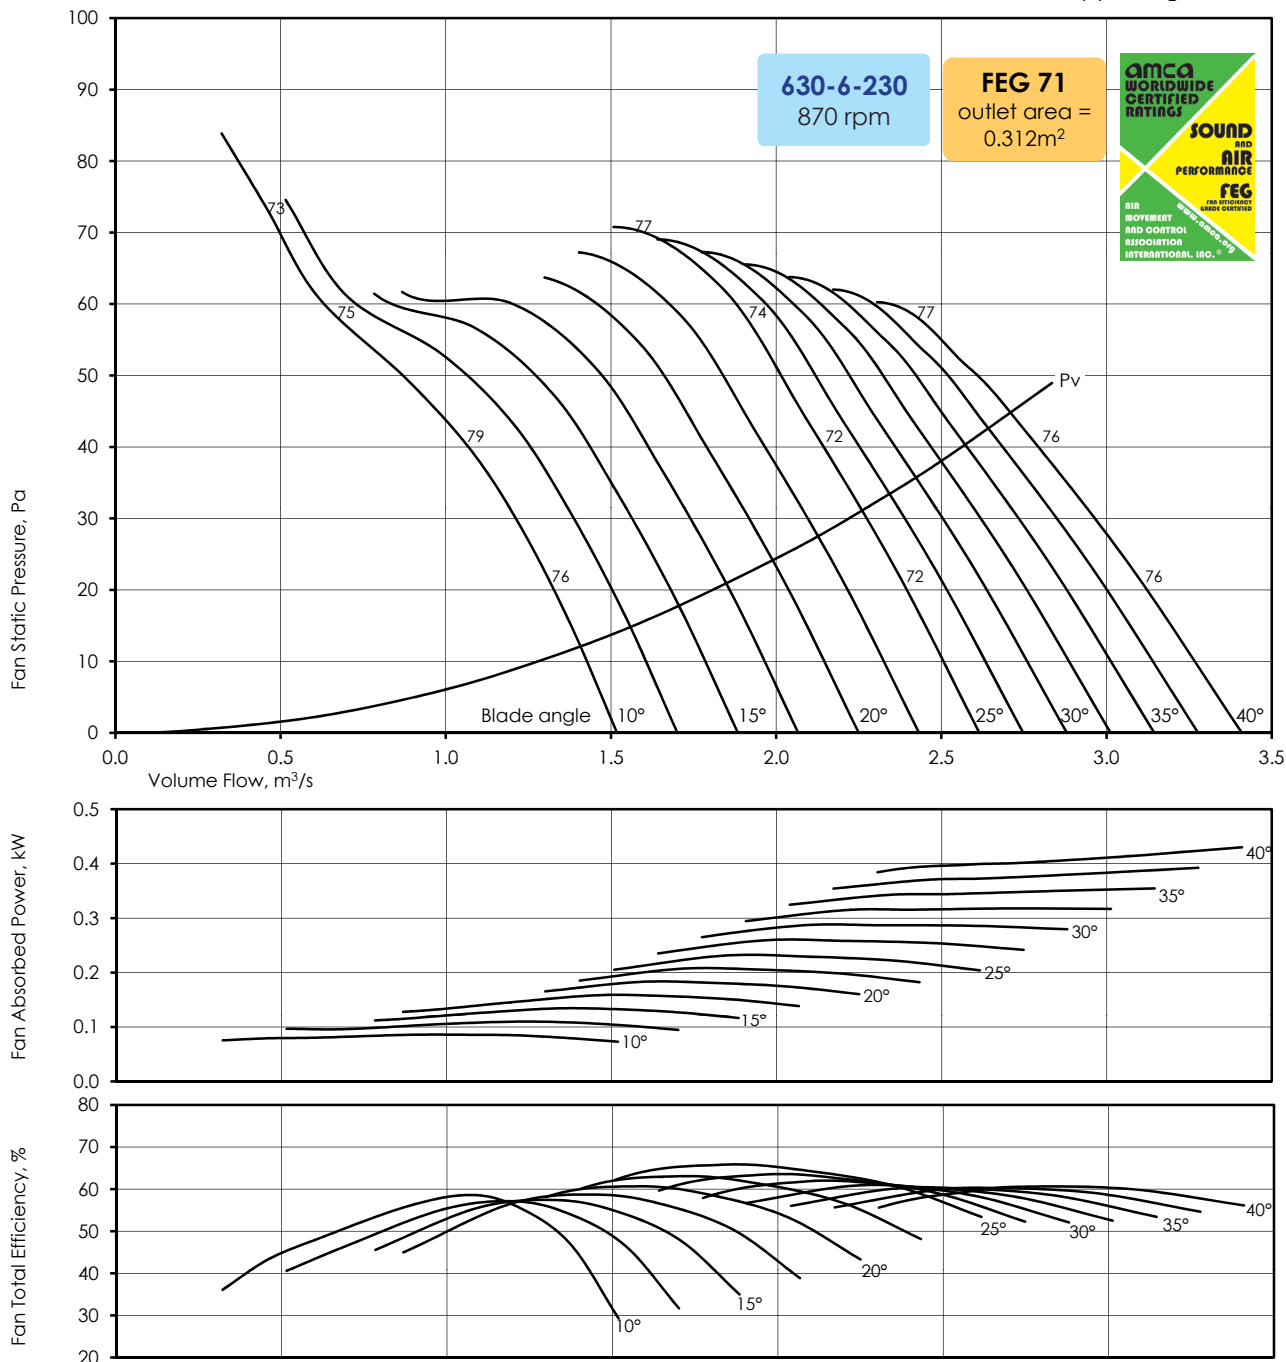 100
90
80
70
60
50
40
30
20
10
0
Fan Static Pressure, Pa
630-6-230
870 rpm
FEG 71
outlet area =
0.312m²
amca
WORLDWIDE
CERTIFIED
RATINGS
SOUND
AND
AIR
PERFORMANCE
FEG
FAN EFFICIENCY
GRADE CERTIFIED
www.amca.org
AIR
MOVEMENT
AND CONTROL
ASSOCIATION
INTERNATIONAL, INC.®
73
77
75
74
77
Pv
79
72
76
76
72
76
Blade angle
10°
15°
20°
25°
30°
35°
40°
0.0
0.5
1.0
1.5
2.0
2.5
3.0
3.5
Volume Flow, m³/s
0.5
0.4
0.3
0.2
0.1
0.0
Fan Absorbed Power, kW
40°
35°
30°
25°
20°
15°
10°
80
70
60
50
40
30
20
Fan Total Efficiency, %
10°
15°
20°
25°
30°
35°
40°